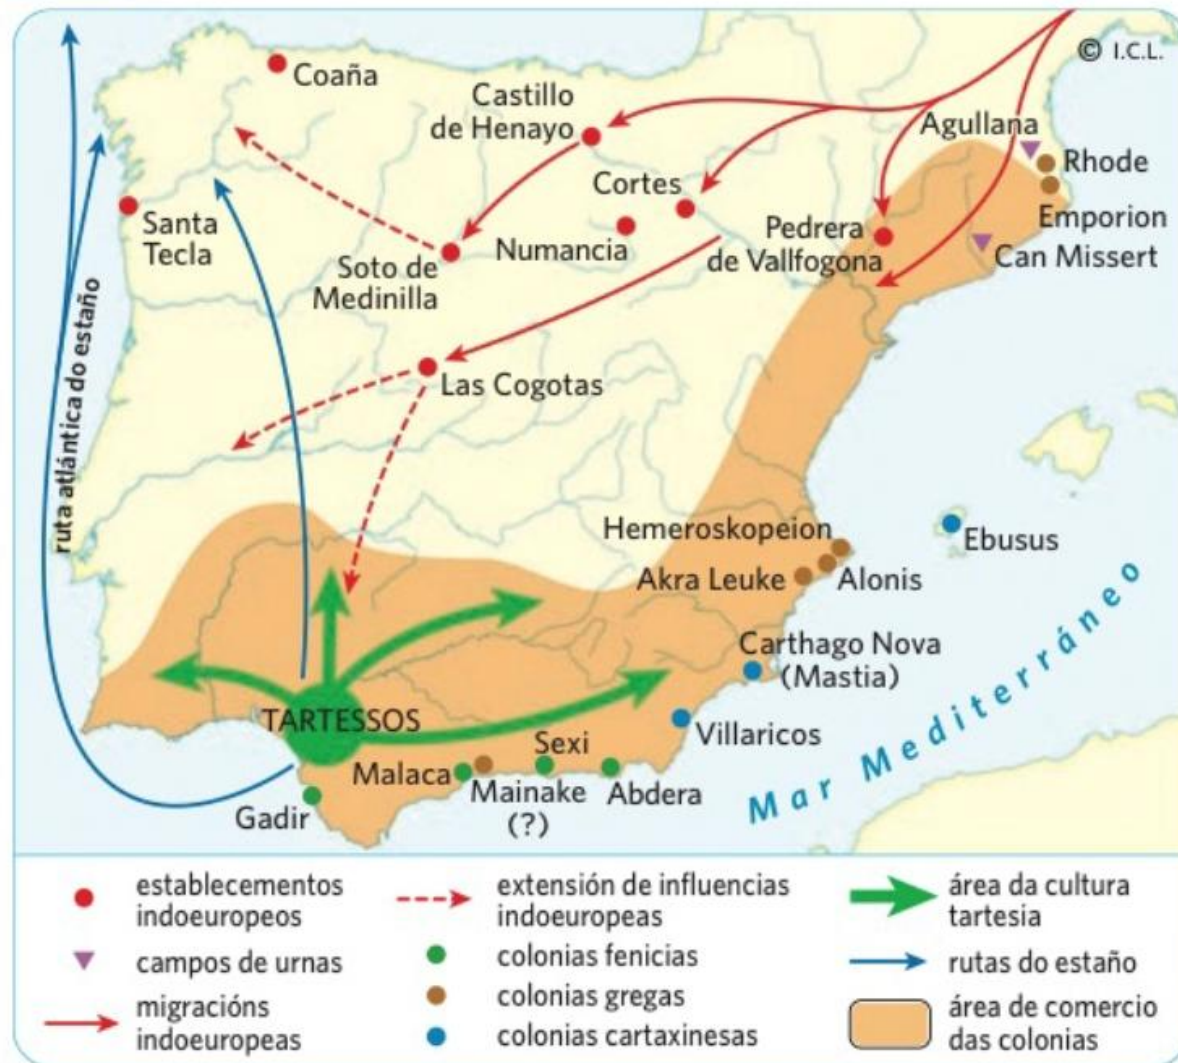 © I.C.L.
Coaña
Castillo
de Henayo
Agullana
Rhode
Cortes
Emporion
Santa
Tecla
Numancia
Pedrera
de Vallfogona
Can Missert
Soto de
Medinilla
ruta atlántica do estaño
Las Cogotas
Hemeroskopeion
Ebusus
Akra Leuke
Alonis
Carthago Nova
(Mastia)
TARTESSOS
Villaricos
Sexi
Malaca
Mainake
(?)
Abdera
Gadir
Mar Mediterráneo
establecementos
indoeuropeos
campos de urnas
migracións
indoeuropeas
extensión de influencias
indoeuropeas
colonias fenicias
colonias gregas
colonias cartaxinesas
área da cultura
tartesia
rutas do estaño
área de comercio
das colonias